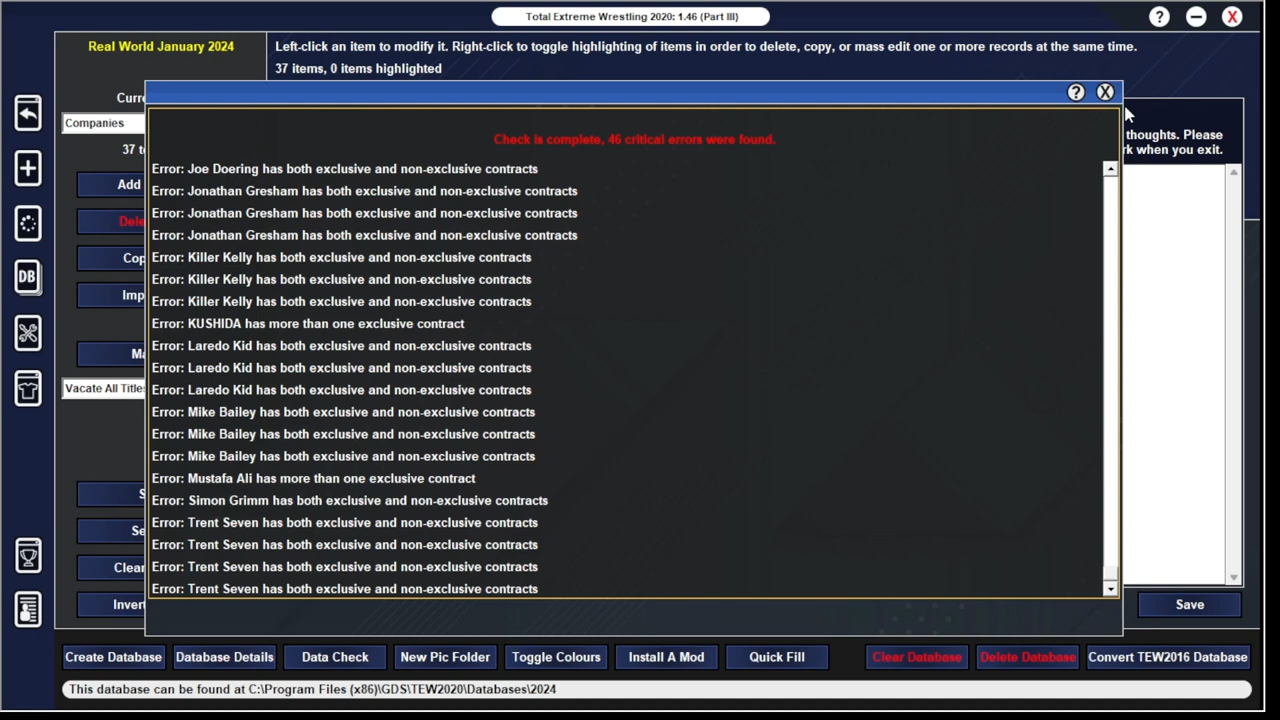 Total Extreme Wrestling 2020: 1.46 (Part III)
? X
Real World January 2024
Left-click an item to modify it. Right-click to toggle highlighting of items in order to delete, copy, or mass edit one or more records at the same time.
37 items, 0 items highlighted
Curr
Companies
37 t
Add
Dele
Cop
Imp
Ma
Vacate All Titles
S
Se
Clear
Invert
? X
thoughts. Please
rk when you exit.
Check is complete, 46 critical errors were found.
Error: Joe Doering has both exclusive and non-exclusive contracts
Error: Jonathan Gresham has both exclusive and non-exclusive contracts
Error: Jonathan Gresham has both exclusive and non-exclusive contracts
Error: Jonathan Gresham has both exclusive and non-exclusive contracts
Error: Killer Kelly has both exclusive and non-exclusive contracts
Error: Killer Kelly has both exclusive and non-exclusive contracts
Error: Killer Kelly has both exclusive and non-exclusive contracts
Error: KUSHIDA has more than one exclusive contract
Error: Laredo Kid has both exclusive and non-exclusive contracts
Error: Laredo Kid has both exclusive and non-exclusive contracts
Error: Laredo Kid has both exclusive and non-exclusive contracts
Error: Mike Bailey has both exclusive and non-exclusive contracts
Error: Mike Bailey has both exclusive and non-exclusive contracts
Error: Mike Bailey has both exclusive and non-exclusive contracts
Error: Mustafa Ali has more than one exclusive contract
Error: Simon Grimm has both exclusive and non-exclusive contracts
Error: Trent Seven has both exclusive and non-exclusive contracts
Error: Trent Seven has both exclusive and non-exclusive contracts
Error: Trent Seven has both exclusive and non-exclusive contracts
Error: Trent Seven has both exclusive and non-exclusive contracts
DB
Save
Create Database Database Details Data Check New Pic Folder Toggle Colours Install A Mod Quick Fill Clear Database Delete Database Convert TEW2016 Database
This database can be found at C:\Program Files (x86)\GDS\TEW2020\Databases\2024